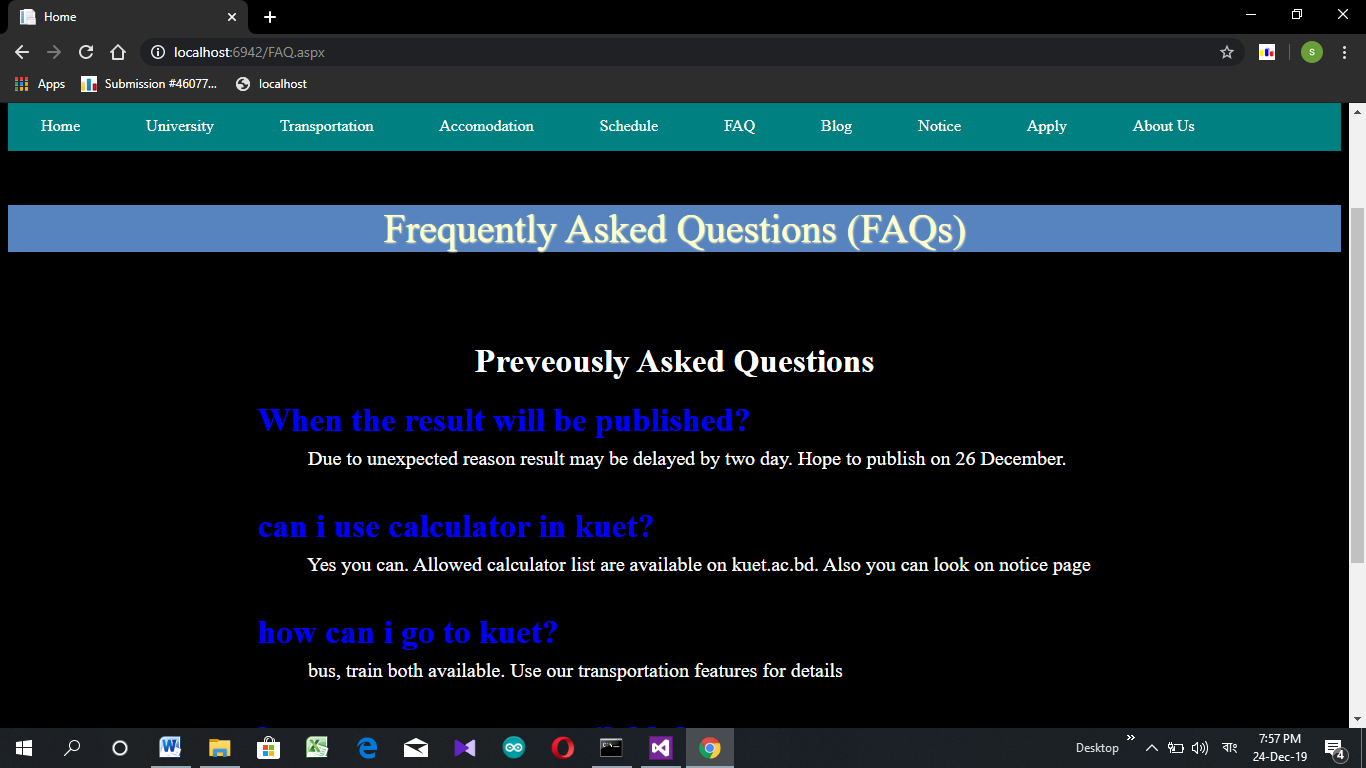 Home
localhost:6942/FAQ.aspx
S
Apps Submission #46077... localhost
Home University Transportation Accomodation Schedule FAQ Blog Notice Apply About Us
Frequently Asked Questions (FAQs)
Preveously Asked Questions
When the result will be published?
Due to unexpected reason result may be delayed by two day. Hope to publish on 26 December.
can i use calculator in kuet?
Yes you can. Allowed calculator list are available on kuet.ac.bd. Also you can look on notice page
how can i go to kuet?
bus, train both available. Use our transportation features for details
Desktop বাং 7:57 PM
24-Dec-19 4